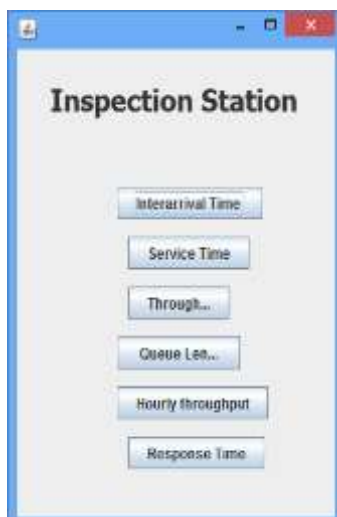 Inspection Station
Interarrival Time
Service Time
Through...
Queue Len...
Hourly throughput
Response Time